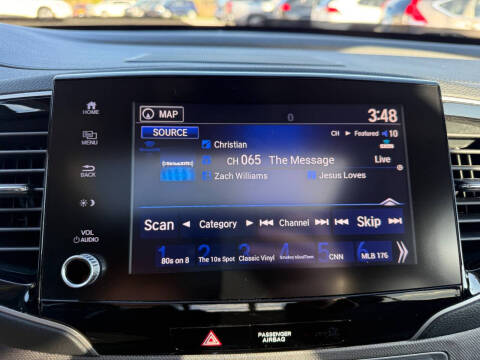 MAP
0
3:48
HOME
SOURCE
CH ► Featured 10
MENU
Christian
SiriusXM
CH 065 The Message Live
BACK
Zach Williams Jesus Loves
VOL
AUDIO
Scan ◄ Category ► Channel Skip
1 2 3 4 5 6
80s on 8 The 10s Spot Classic Vinyl CNN MLB 176
PASSENGER
AIRBAG